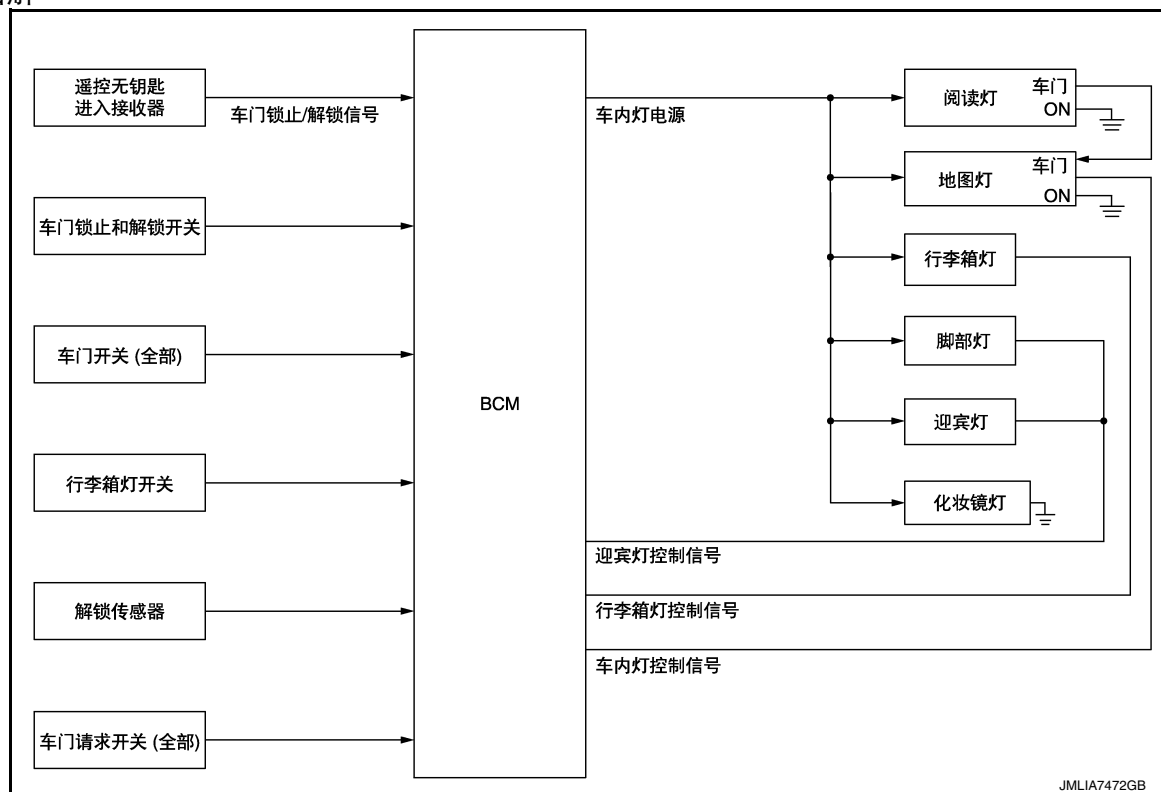 遥控无钥匙
进入接收器
车门锁止/解锁信号
车门锁止和解锁开关
车门开关 (全部)
行李箱灯开关
解锁传感器
车门请求开关 (全部)
BCM
车内灯电源
阅读灯
车门
ON
地图灯
车门
ON
行李箱灯
脚部灯
迎宾灯
化妆镜灯
迎宾灯控制信号
行李箱灯控制信号
车内灯控制信号
JMLIA7472GB